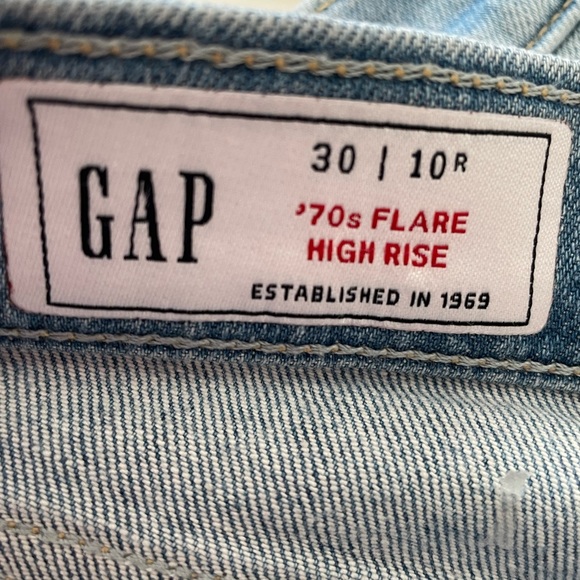 GAP
30 | 10R
'70s FLARE
HIGH RISE
ESTABLISHED IN 1969